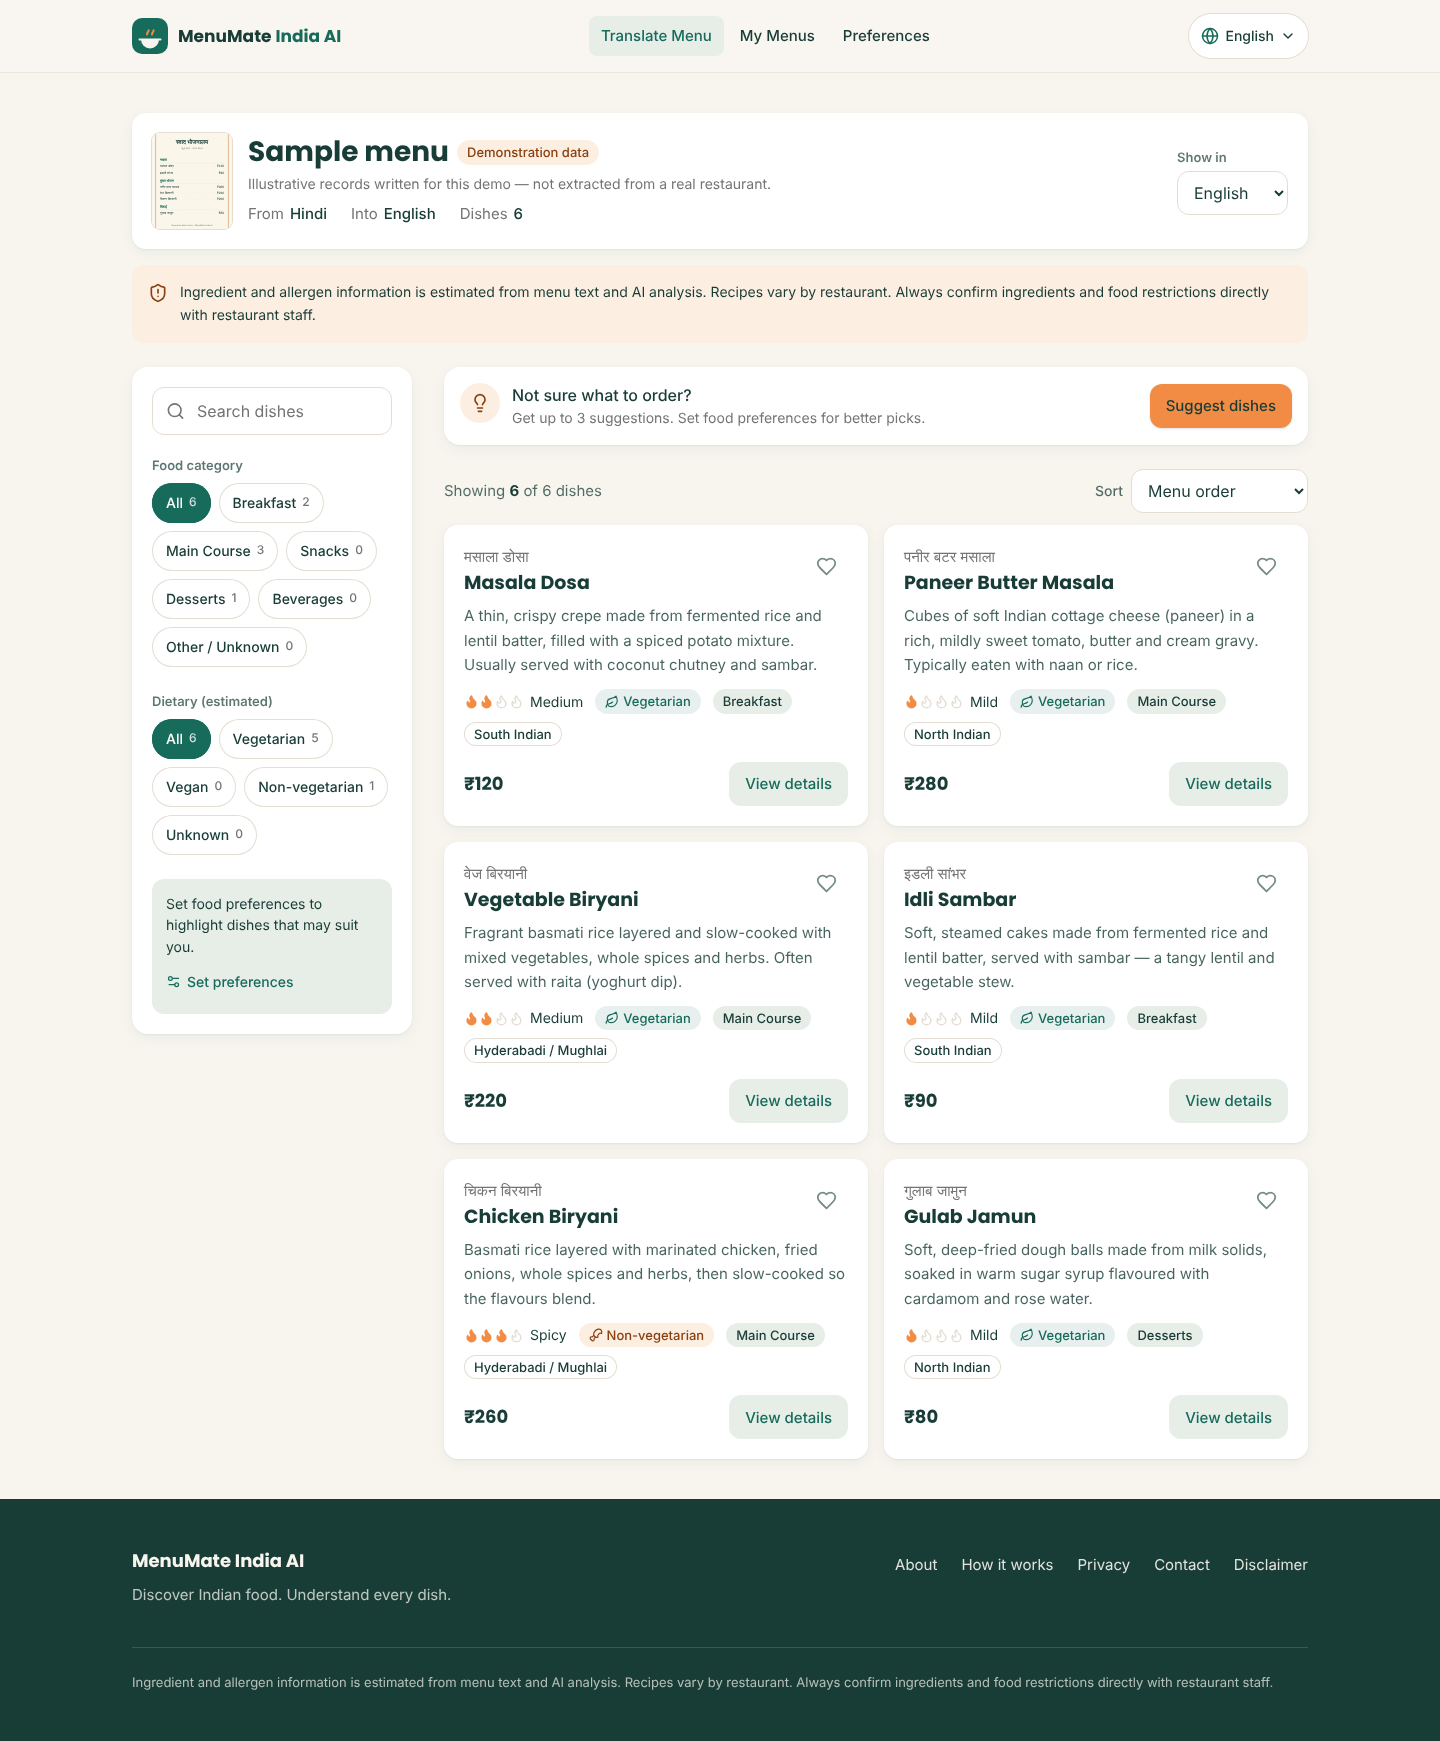 MenuMate India AI
Translate Menu
My Menus
Preferences
English
Sample menu
Demonstration data
Illustrative records written for this demo — not extracted from a real restaurant.
From Hindi Into English Dishes 6
Show in
English
स्वाद भोजनालय
Ingredient and allergen information is estimated from menu text and AI analysis. Recipes vary by restaurant. Always confirm ingredients and food restrictions directly
with restaurant staff.
Search dishes
Food category
All 6
Breakfast 2
Main Course 3
Snacks 0
Desserts 1
Beverages 0
Other / Unknown 0
Dietary (estimated)
All 6
Vegetarian 5
Vegan 0
Non-vegetarian 1
Unknown 0
Set food preferences to
highlight dishes that may suit
you.
Set preferences
Not sure what to order?
Get up to 3 suggestions. Set food preferences for better picks.
Suggest dishes
Showing 6 of 6 dishes
Sort
Menu order
मसाला डोसा
Masala Dosa
A thin, crispy crepe made from fermented rice and
lentil batter, filled with a spiced potato mixture.
Usually served with coconut chutney and sambar.
Medium
Vegetarian
Breakfast
South Indian
₹120
View details
पनीर बटर मसाला
Paneer Butter Masala
Cubes of soft Indian cottage cheese (paneer) in a
rich, mildly sweet tomato, butter and cream gravy.
Typically eaten with naan or rice.
Mild
Vegetarian
Main Course
North Indian
₹280
View details
वेज बिरयानी
Vegetable Biryani
Fragrant basmati rice layered and slow-cooked with
mixed vegetables, whole spices and herbs. Often
served with raita (yoghurt dip).
Medium
Vegetarian
Main Course
Hyderabadi / Mughlai
₹220
View details
इडली सांभर
Idli Sambar
Soft, steamed cakes made from fermented rice and
lentil batter, served with sambar — a tangy lentil and
vegetable stew.
Mild
Vegetarian
Breakfast
South Indian
₹90
View details
चिकन बिरयानी
Chicken Biryani
Basmati rice layered with marinated chicken, fried
onions, whole spices and herbs, then slow-cooked so
the flavours blend.
Spicy
Non-vegetarian
Main Course
Hyderabadi / Mughlai
₹260
View details
गुलाब जामुन
Gulab Jamun
Soft, deep-fried dough balls made from milk solids,
soaked in warm sugar syrup flavoured with
cardamom and rose water.
Mild
Vegetarian
Desserts
North Indian
₹80
View details
MenuMate India AI
Discover Indian food. Understand every dish.
About
How it works
Privacy
Contact
Disclaimer
Ingredient and allergen information is estimated from menu text and AI analysis. Recipes vary by restaurant. Always confirm ingredients and food restrictions directly with restaurant staff.